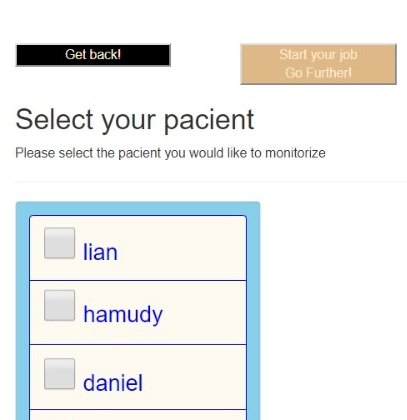 Get back!
Start your job
Go Further!
Select your pacient
Please select the pacient you would like to monitorize
lian
hamudy
daniel